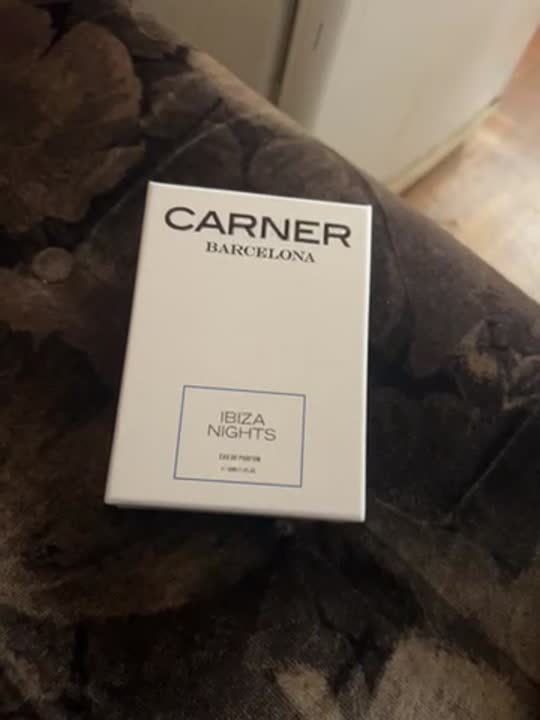 CARNER
BARCELONA
IBIZA
NIGHTS
EAU DE PARFUM